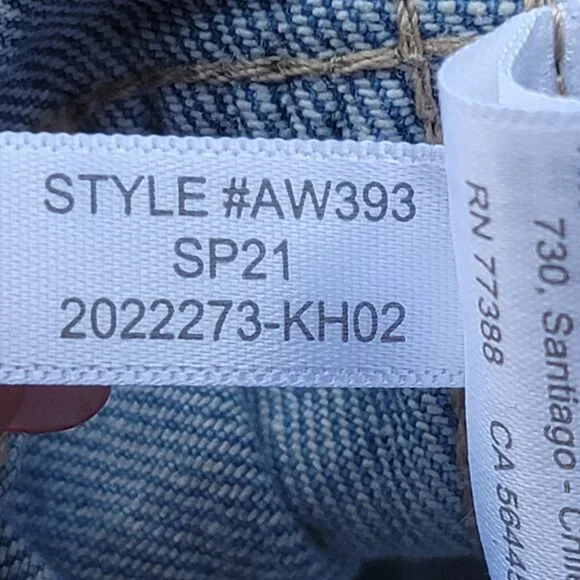 STYLE #AW393
SP21
2022273-KH02
730, Santiago -
RN 77388 CA